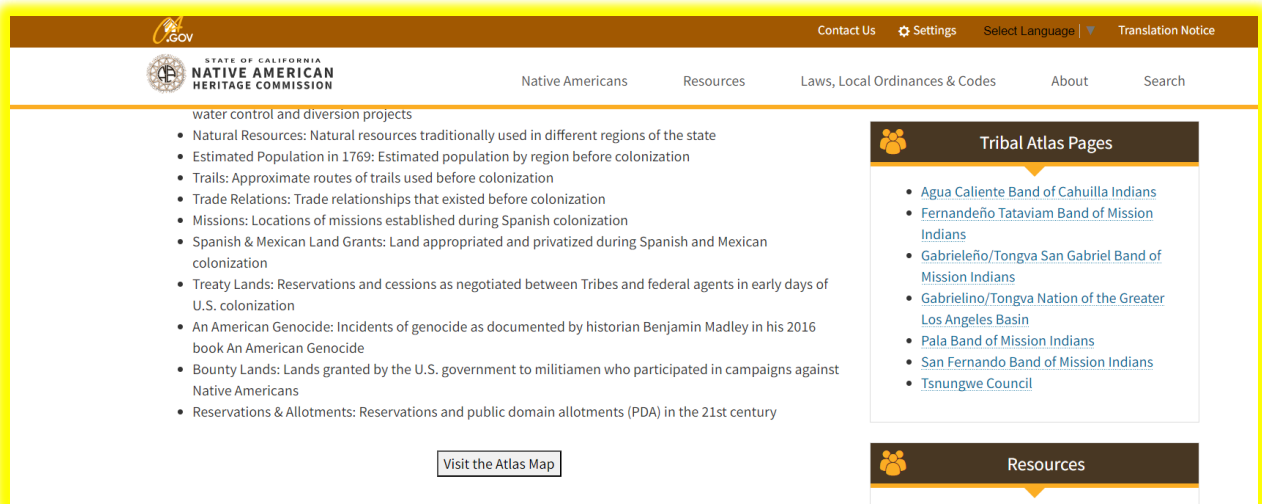 CA.GOV
Contact Us Settings Select Language ▼ Translation Notice
STATE OF CALIFORNIA
NATIVE AMERICAN
HERITAGE COMMISSION
Native Americans Resources Laws, Local Ordinances & Codes About Search
water control and diversion projects
• Natural Resources: Natural resources traditionally used in different regions of the state
• Estimated Population in 1769: Estimated population by region before colonization
• Trails: Approximate routes of trails used before colonization
• Trade Relations: Trade relationships that existed before colonization
• Missions: Locations of missions established during Spanish colonization
• Spanish & Mexican Land Grants: Land appropriated and privatized during Spanish and Mexican
colonization
• Treaty Lands: Reservations and cessions as negotiated between Tribes and federal agents in early days of
U.S. colonization
• An American Genocide: Incidents of genocide as documented by historian Benjamin Madley in his 2016
book An American Genocide
• Bounty Lands: Lands granted by the U.S. government to militiamen who participated in campaigns against
Native Americans
• Reservations & Allotments: Reservations and public domain allotments (PDA) in the 21st century
Visit the Atlas Map
Tribal Atlas Pages
• Agua Caliente Band of Cahuilla Indians
• Fernandeño Tataviam Band of Mission
Indians
• Gabrieleño/Tongva San Gabriel Band of
Mission Indians
• Gabrielino/Tongva Nation of the Greater
Los Angeles Basin
• Pala Band of Mission Indians
• San Fernando Band of Mission Indians
• Tsnungwe Council
Resources